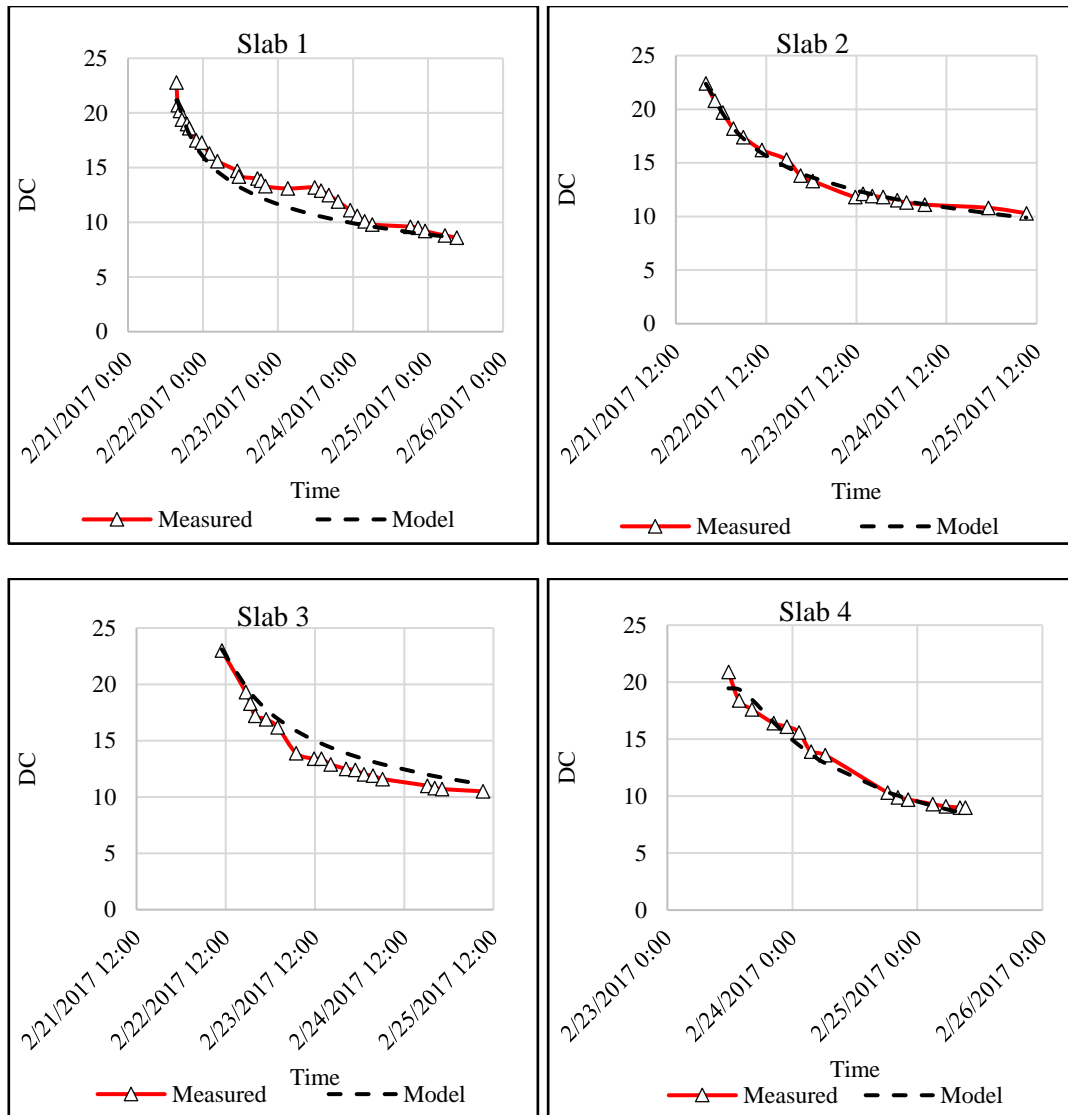 Slab 1
25
20
15
10
5
0
DC
2/21/2017 0:00
2/22/2017 0:00
2/23/2017 0:00
2/24/2017 0:00
2/25/2017 0:00
2/26/2017 0:00
Time
Measured Model
Slab 2
25
20
15
10
5
0
DC
2/21/2017 12:00
2/22/2017 12:00
2/23/2017 12:00
2/24/2017 12:00
2/25/2017 12:00
Time
Measured Model
Slab 3
25
20
15
10
5
0
DC
2/21/2017 12:00
2/22/2017 12:00
2/23/2017 12:00
2/24/2017 12:00
2/25/2017 12:00
Time
Measured Model
Slab 4
25
20
15
10
5
0
DC
2/23/2017 0:00
2/24/2017 0:00
2/25/2017 0:00
2/26/2017 0:00
Time
Measured Model